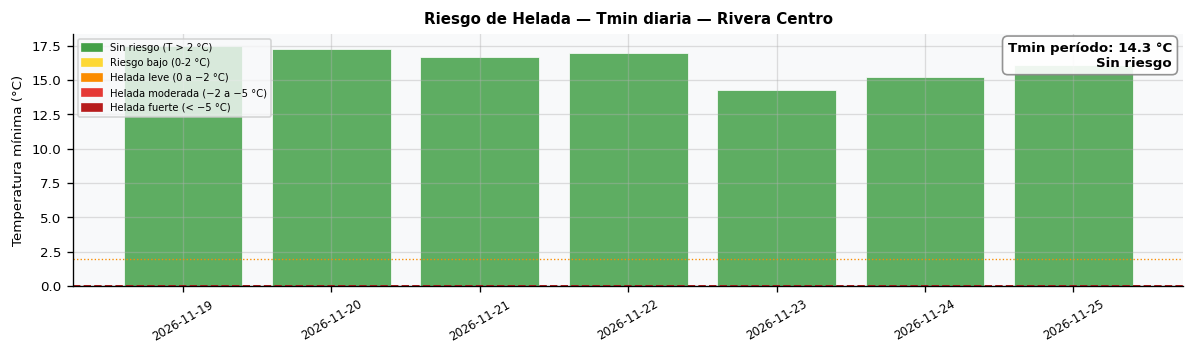 Riesgo de Helada — Tmin diaria — Rivera Centro
Temperatura mínima (°C)
17.5
15.0
12.5
10.0
7.5
5.0
2.5
0.0
Sin riesgo (T > 2 °C)
Riesgo bajo (0-2 °C)
Helada leve (0 a −2 °C)
Helada moderada (−2 a −5 °C)
Helada fuerte (< −5 °C)
Tmin período: 14.3 °C
Sin riesgo
2026-11-19
2026-11-20
2026-11-21
2026-11-22
2026-11-23
2026-11-24
2026-11-25